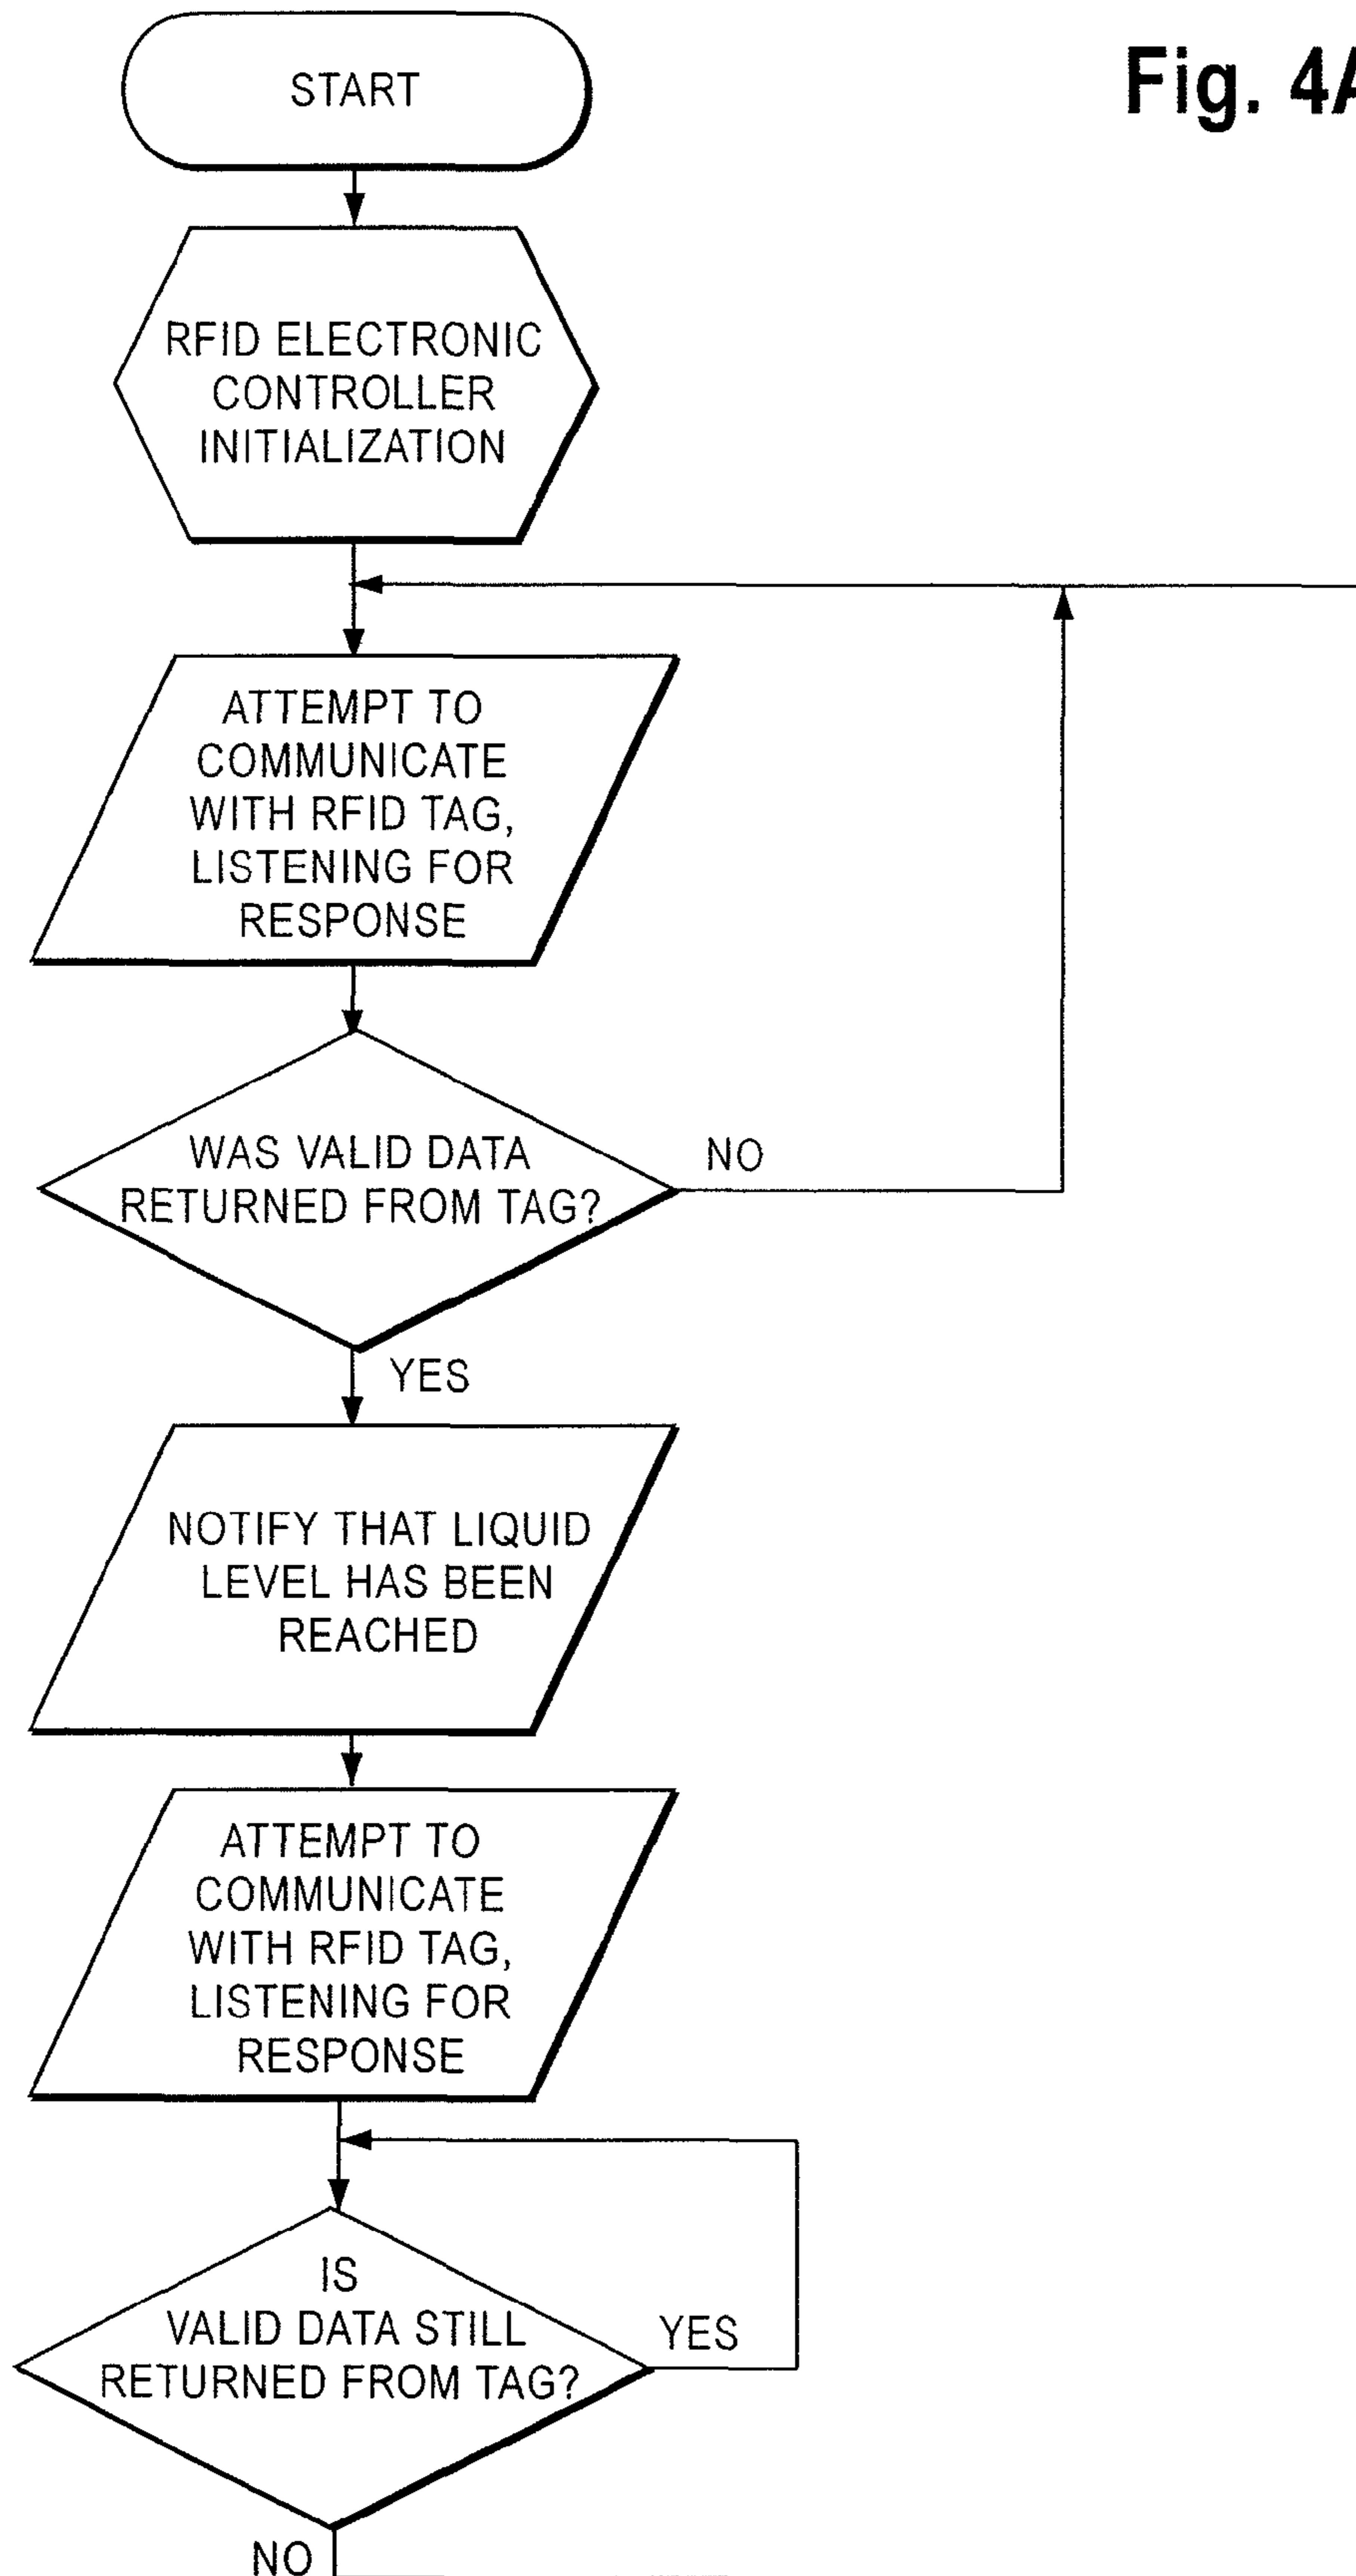 Fig. 4A
START
RFID ELECTRONIC
CONTROLLER
INITIALIZATION
ATTEMPT TO
COMMUNICATE
WITH RFID TAG,
LISTENING FOR
RESPONSE
WAS VALID DATA
RETURNED FROM TAG?
NO
YES
NOTIFY THAT LIQUID
LEVEL HAS BEEN
REACHED
ATTEMPT TO
COMMUNICATE
WITH RFID TAG,
LISTENING FOR
RESPONSE
IS
VALID DATA STILL
RETURNED FROM TAG?
YES
NO